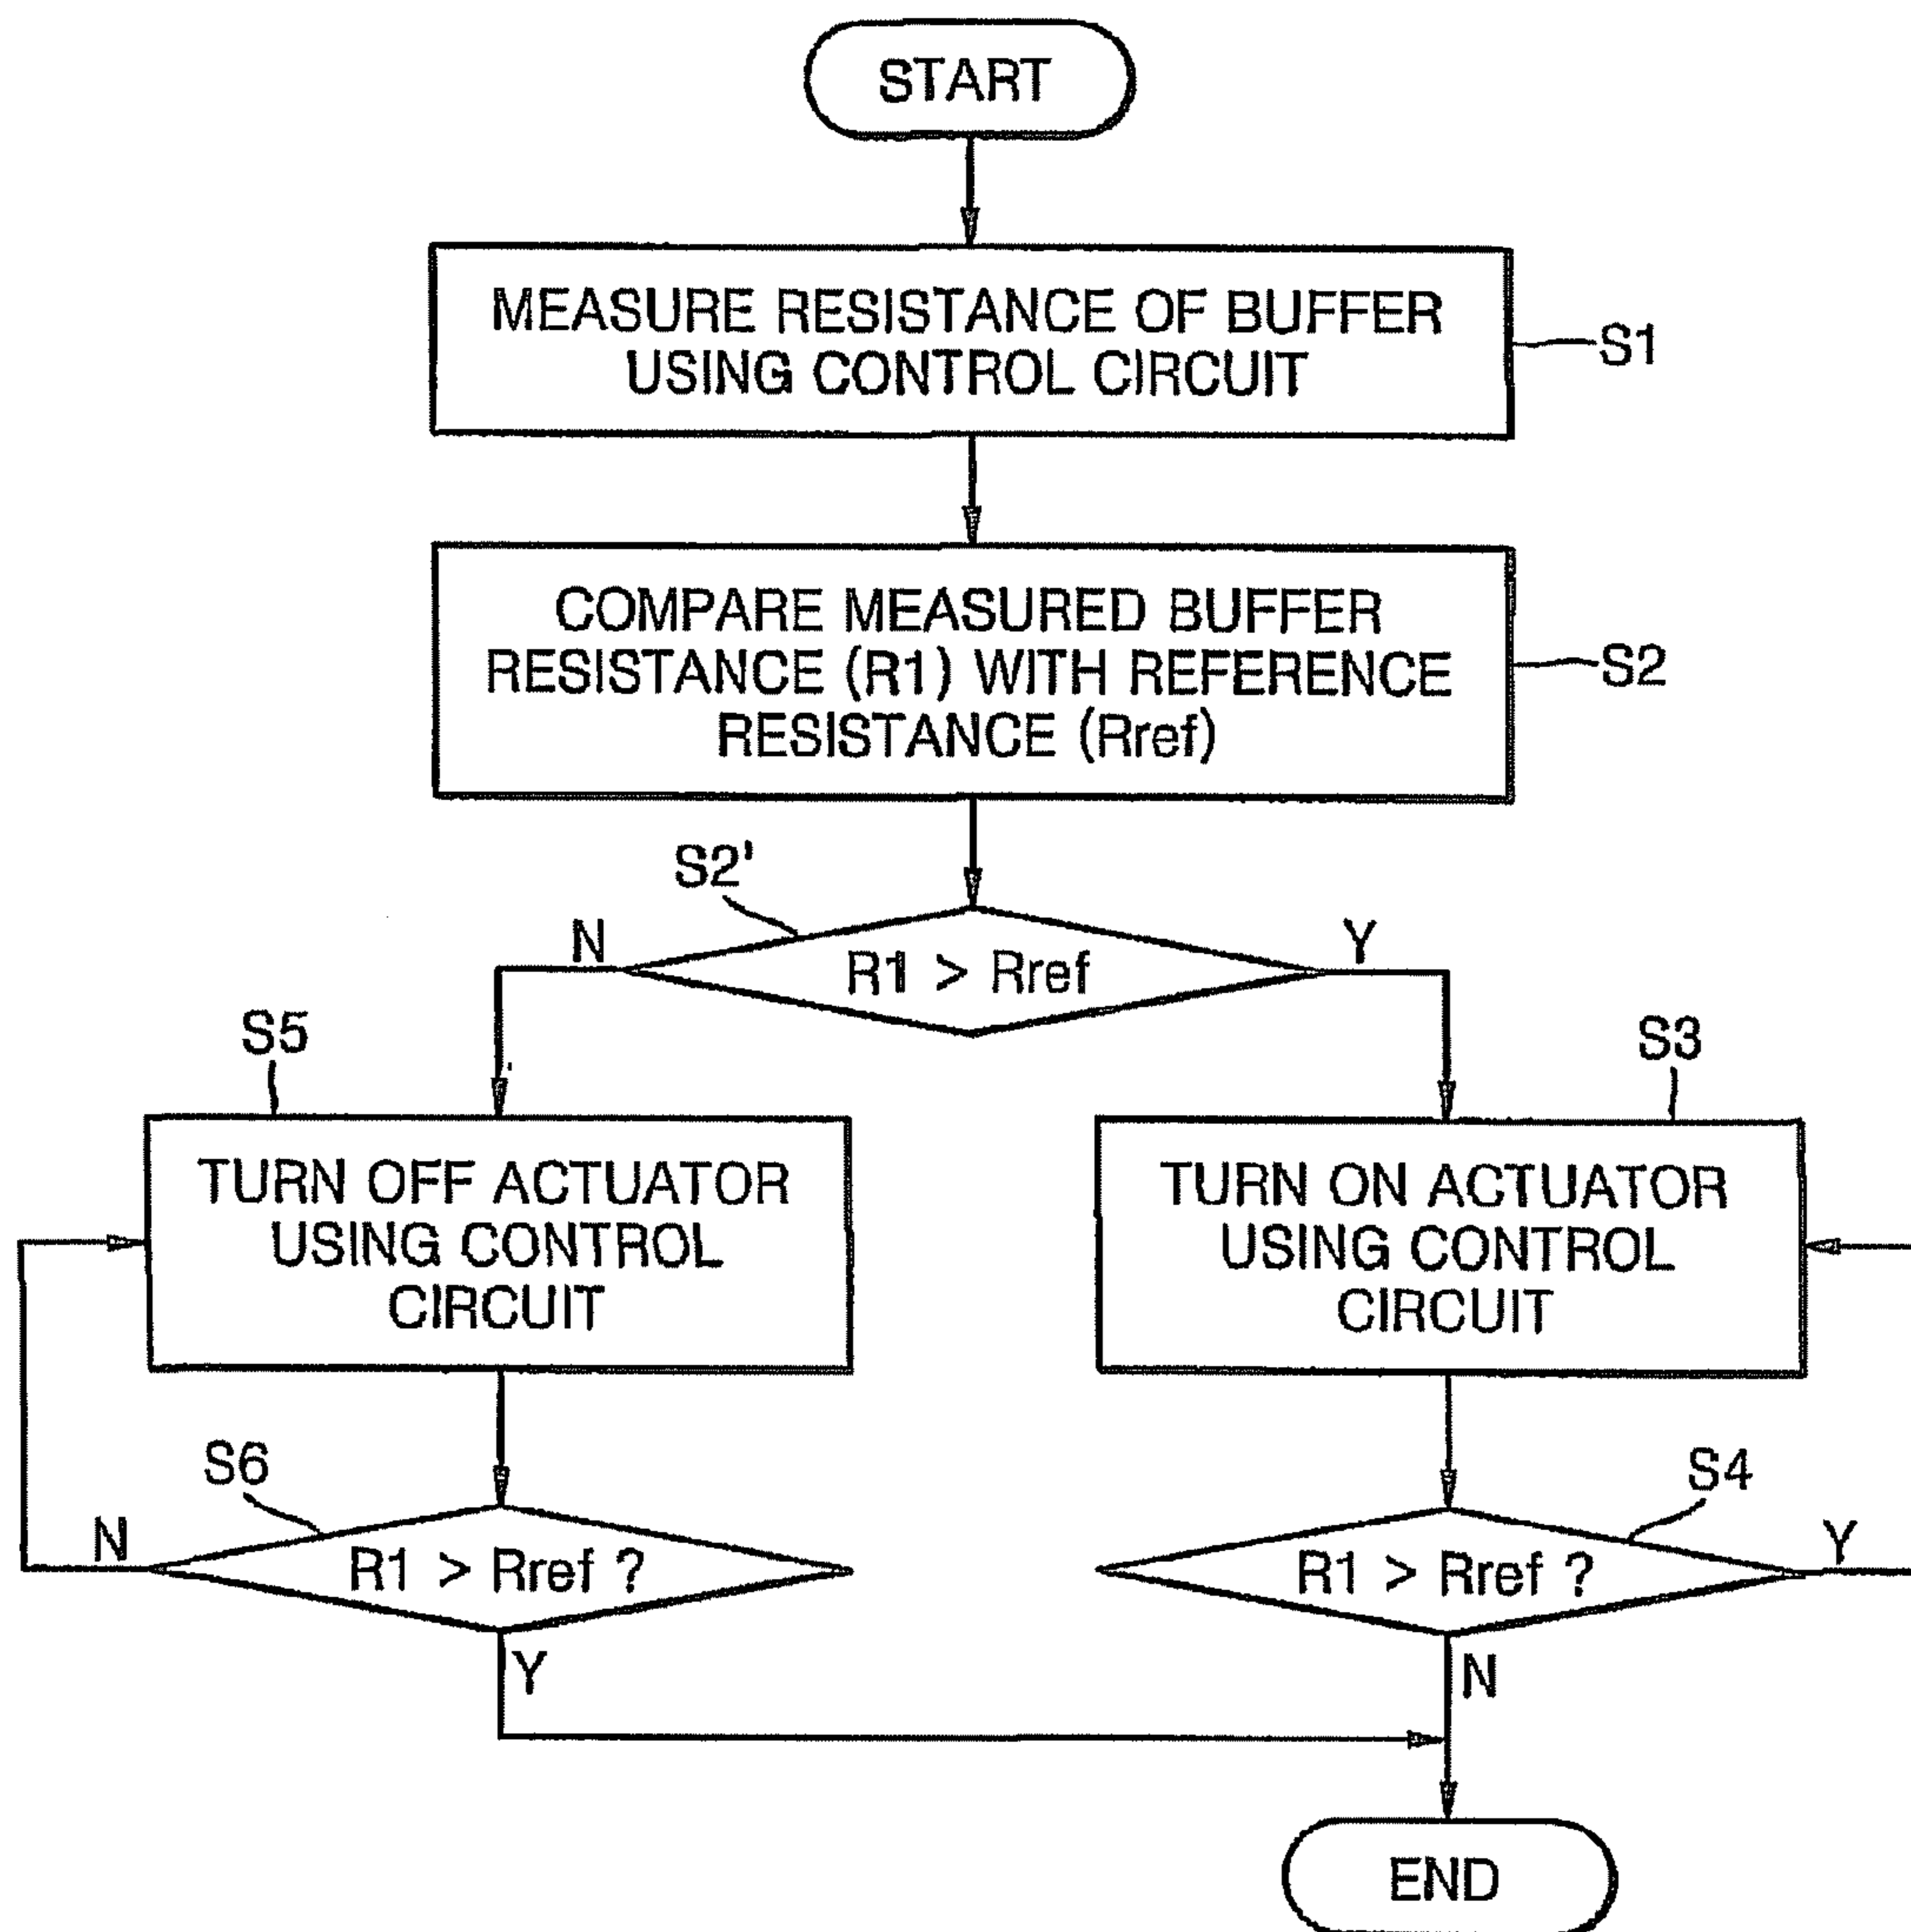 START
MEASURE RESISTANCE OF BUFFER
USING CONTROL CIRCUIT
S1
COMPARE MEASURED BUFFER
RESISTANCE (R1) WITH REFERENCE
RESISTANCE (Rref)
S2
S2'
N
R1 > Rref
Y
S5
S3
TURN OFF ACTUATOR
USING CONTROL
CIRCUIT
TURN ON ACTUATOR
USING CONTROL
CIRCUIT
S6
S4
N
R1 > Rref ?
R1 > Rref ?
Y
Y
N
END